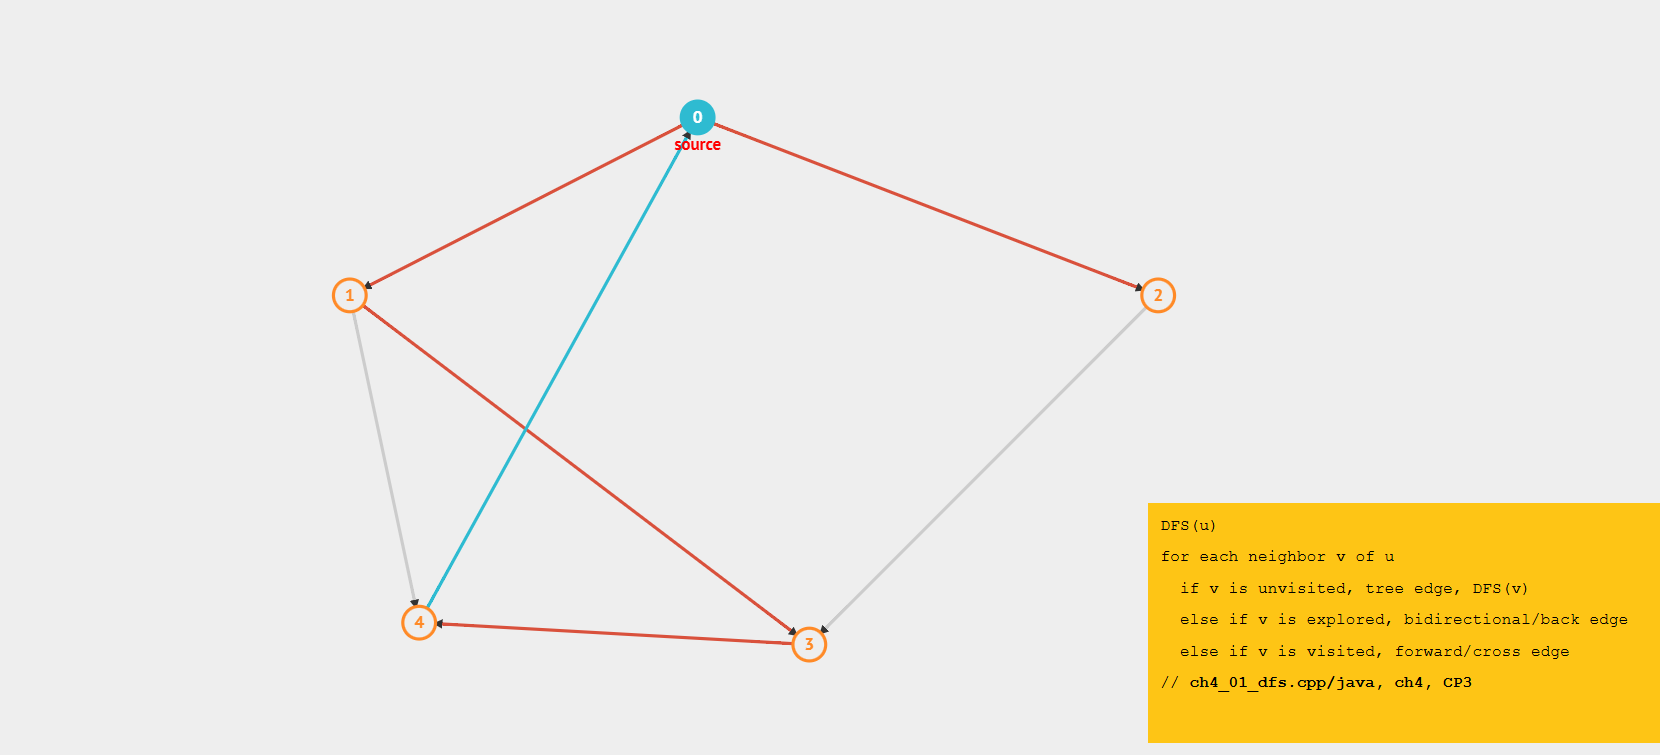 0
source
1
2
4
3
DFS(u)
for each neighbor v of u
if v is unvisited, tree edge, DFS(v)
else if v is explored, bidirectional/back edge
else if v is visited, forward/cross edge
// ch4_01_dfs.cpp/java, ch4, CP3